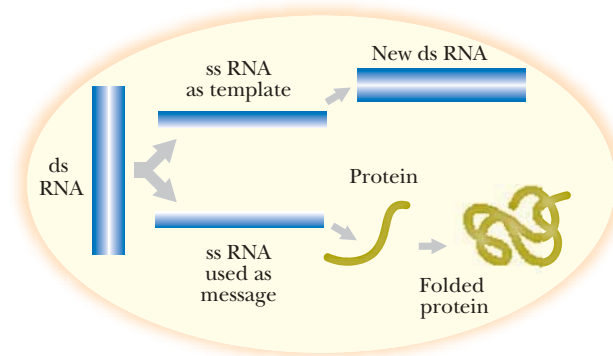 ds
RNA
ss RNA
as template
New ds RNA
ss RNA
used as
message
Protein
Folded
protein